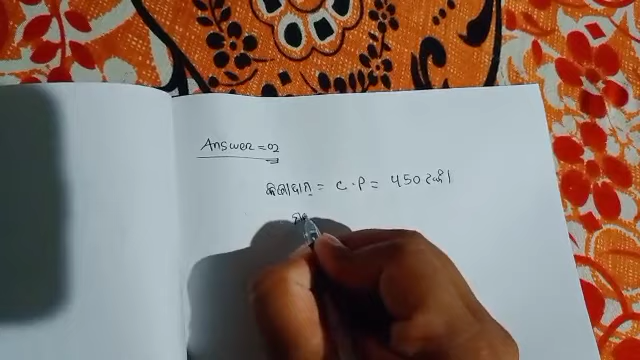 Answer = 02
କିଣାଦାମ = C.P = 450 ଟଙ୍କା